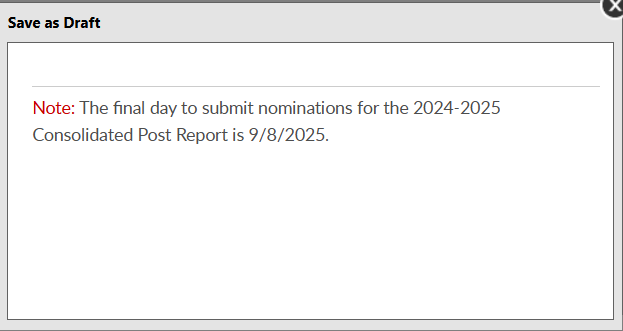 Save as Draft
Note: The final day to submit nominations for the 2024-2025
Consolidated Post Report is 9/8/2025.